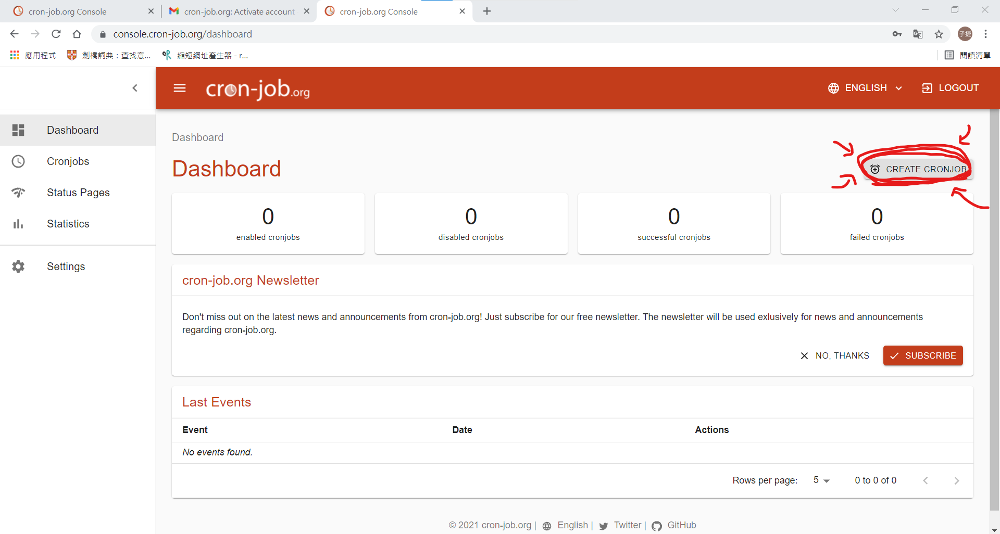 cron-job.org Console
cron-job.org: Activate account
cron-job.org Console
console.cron-job.org/dashboard
子捷
應用程式
劍橋詞典：查找意...
縮短網址產生器 - r...
閱讀清單
cron-job.org
ENGLISH
LOGOUT
Dashboard
Cronjobs
Status Pages
Statistics
Settings
Dashboard
Dashboard
CREATE CRONJOB
0
enabled cronjobs
0
disabled cronjobs
0
successful cronjobs
0
failed cronjobs
cron-job.org Newsletter
Don't miss out on the latest news and announcements from cron-job.org! Just subscribe for our free newsletter. The newsletter will be used exlusively for news and announcements
regarding cron-job.org.
NO, THANKS
SUBSCRIBE
Last Events
Event Date Actions
No events found.
Rows per page: 5 0 to 0 of 0
© 2021 cron-job.org | English | Twitter | GitHub